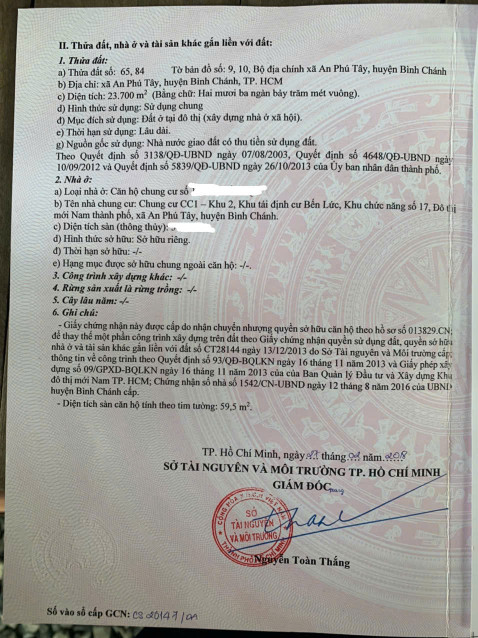 II. Thửa đất, nhà ở và tài sản khác gắn liền với đất:
1. Thửa đất:
a) Thửa đất số: 65, 84 Tờ bản đồ số: 9, 10, Bộ địa chính xã An Phú Tây, huyện Bình Chánh
b) Địa chỉ: xã An Phú Tây, huyện Bình Chánh, TP. HCM
c) Diện tích: 23.700 m² (Bằng chữ: Hai mươi ba ngàn bảy trăm mét vuông).
d) Hình thức sử dụng: Sử dụng chung
đ) Mục đích sử dụng: Đất ở tại đô thị (xây dựng nhà ở xã hội).
e) Thời hạn sử dụng: Lâu dài.
g) Nguồn gốc sử dụng: Nhà nước giao đất có thu tiền sử dụng đất.
Theo Quyết định số 3138/QĐ-UBND ngày 07/08/2003, Quyết định số 4648/QĐ-UBND ngày
10/09/2012 và Quyết định số 5839/QĐ-UBND ngày 26/10/2013 của Ủy ban nhân dân thành phố.
2. Nhà ở:
a) Loại nhà ở: Căn hộ chung cư số
b) Tên nhà chung cư: Chung cư CC1 – Khu 2, Khu tái định cư Bến Lức, Khu chức năng số 17, Đô thị
mới Nam thành phố, xã An Phú Tây, huyện Bình Chánh.
c) Diện tích sàn (thông thủy):
d) Hình thức sở hữu: Sở hữu riêng.
đ) Thời hạn sở hữu: -/-
e) Hạng mục được sở hữu chung ngoài căn hộ: -/-.
3. Công trình xây dựng khác: -/-
4. Rừng sản xuất là rừng trồng: -/-
5. Cây lâu năm: -/-
6. Ghi chú:
- Giấy chứng nhận này được cấp do nhận chuyển nhượng quyền sở hữu căn hộ theo hồ sơ số 013829.CN;
để thay thế một phần công trình xây dựng trên đất theo Giấy chứng nhận quyền sử dụng đất, quyền sở hữu
nhà ở và tài sản khác gắn liền với đất số CT28144 ngày 13/12/2013 do Sở Tài nguyên và Môi trường cấp;
thông tin về công trình theo Quyết định số 93/QĐ-BQLKN ngày 16 tháng 11 năm 2013 và Giấy phép xây
dựng số 09/GPXD-BQLKN ngày 16 tháng 11 năm 2013 của của Ban Quản lý Đầu tư và Xây dựng Khu
đô thị mới Nam TP. HCM; Chứng nhận số nhà số 1542/CN-UBND ngày 12 tháng 8 năm 2016 của UBND
huyện Bình Chánh cấp.
- Diện tích sàn căn hộ tính theo tim tường: 59,5 m².
TP. Hồ Chí Minh, ngày tháng 02 năm
SỞ TÀI NGUYÊN VÀ MÔI TRƯỜNG TP. HỒ CHÍ MINH
GIÁM ĐỐC
SỞ
TÀI NGUYÊN
VÀ MÔI TRƯỜNG
Nguyễn Toàn Thắng
Số vào sổ cấp GCN: